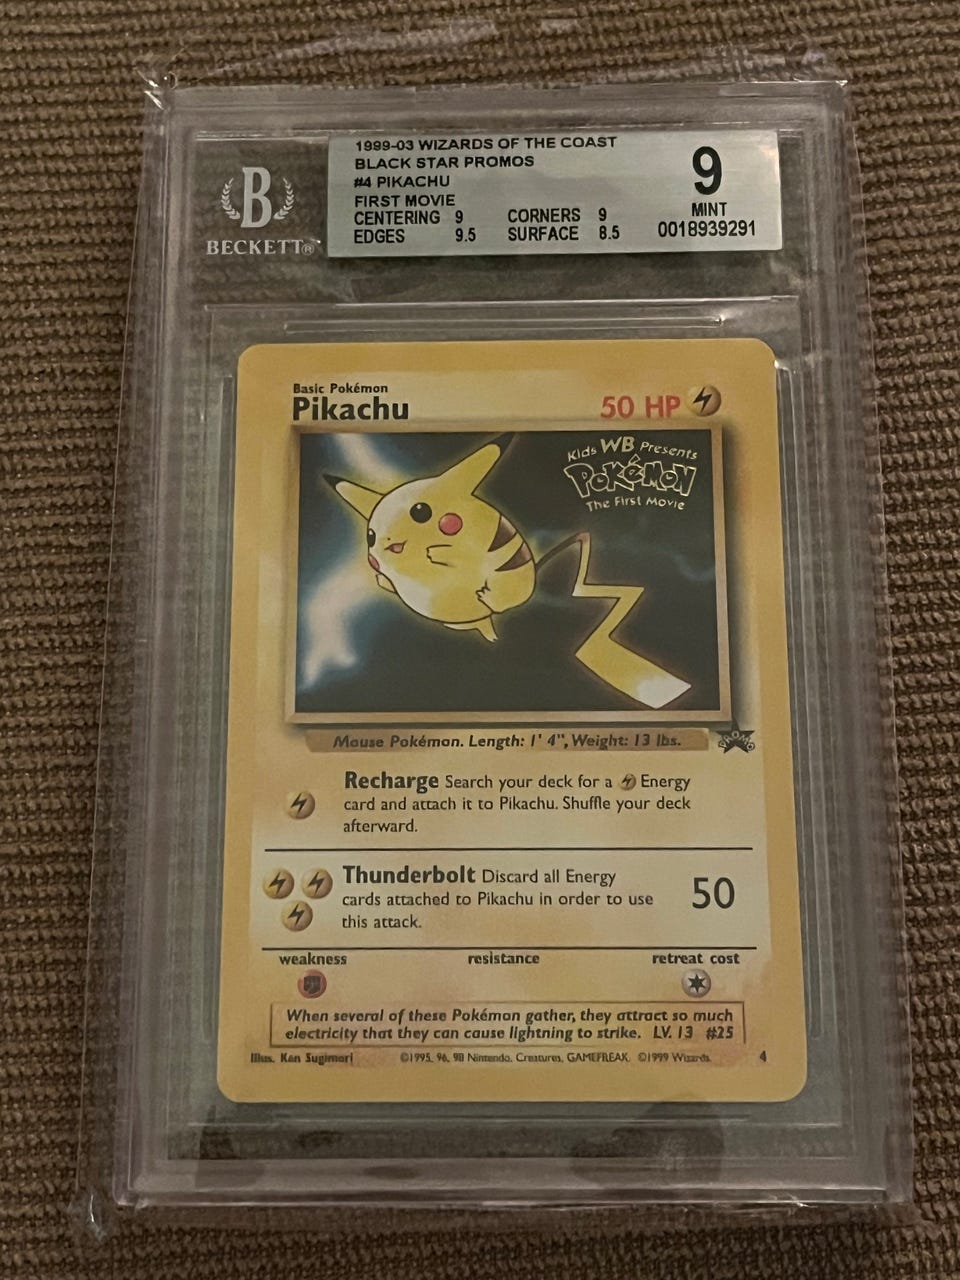 1999-03 WIZARDS OF THE COAST
BLACK STAR PROMOS
#4 PIKACHU
FIRST MOVIE
CENTERING 9 CORNERS 9
EDGES 9.5 SURFACE 8.5
9
MINT
0018939291
B
BECKETT®
Basic Pokémon
Pikachu
50 HP
Kids WB Presents
POKéMON
The First Movie
Mouse Pokémon. Length: 1' 4", Weight: 13 lbs.
PROMO
Recharge Search your deck for a Energy
card and attach it to Pikachu. Shuffle your deck
afterward.
Thunderbolt Discard all Energy
cards attached to Pikachu in order to use
this attack.
50
weakness resistance retreat cost
When several of these Pokémon gather, they attract so much
electricity that they can cause lightning to strike. LV. 13 #25
Illus. Ken Sugimori ©1995, 96, 98 Nintendo, Creatures, GAMEFREAK. ©1999 Wizards. 4